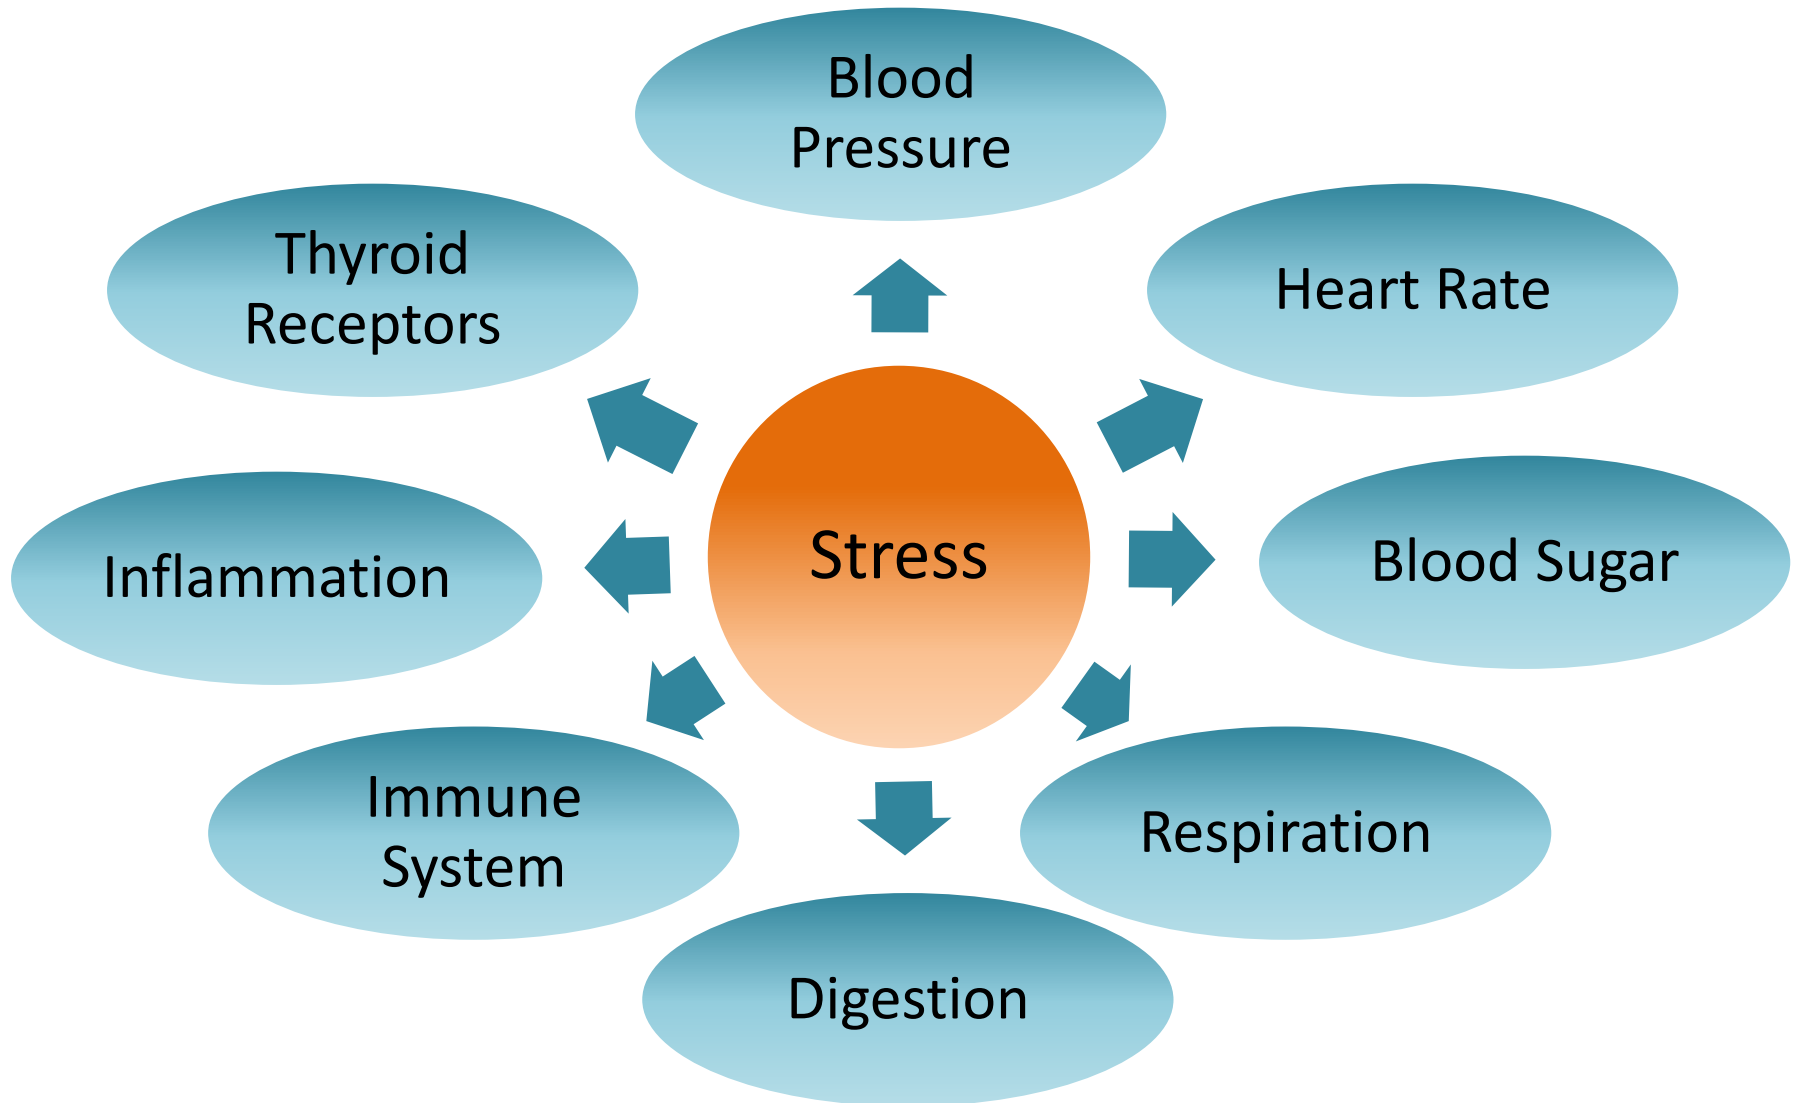 Blood
Pressure
Thyroid
Receptors
Heart Rate
Stress
Inflammation
Blood Sugar
Immune
System
Respiration
Digestion